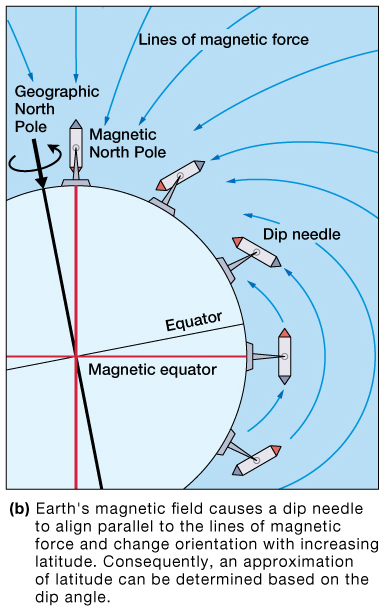 Lines of magnetic force
Geographic
North
Pole
Magnetic
North Pole
Dip needle
Equator
Magnetic equator
(b) Earth's magnetic field causes a dip needle
to align parallel to the lines of magnetic
force and change orientation with increasing
latitude. Consequently, an approximation
of latitude can be determined based on the
dip angle.